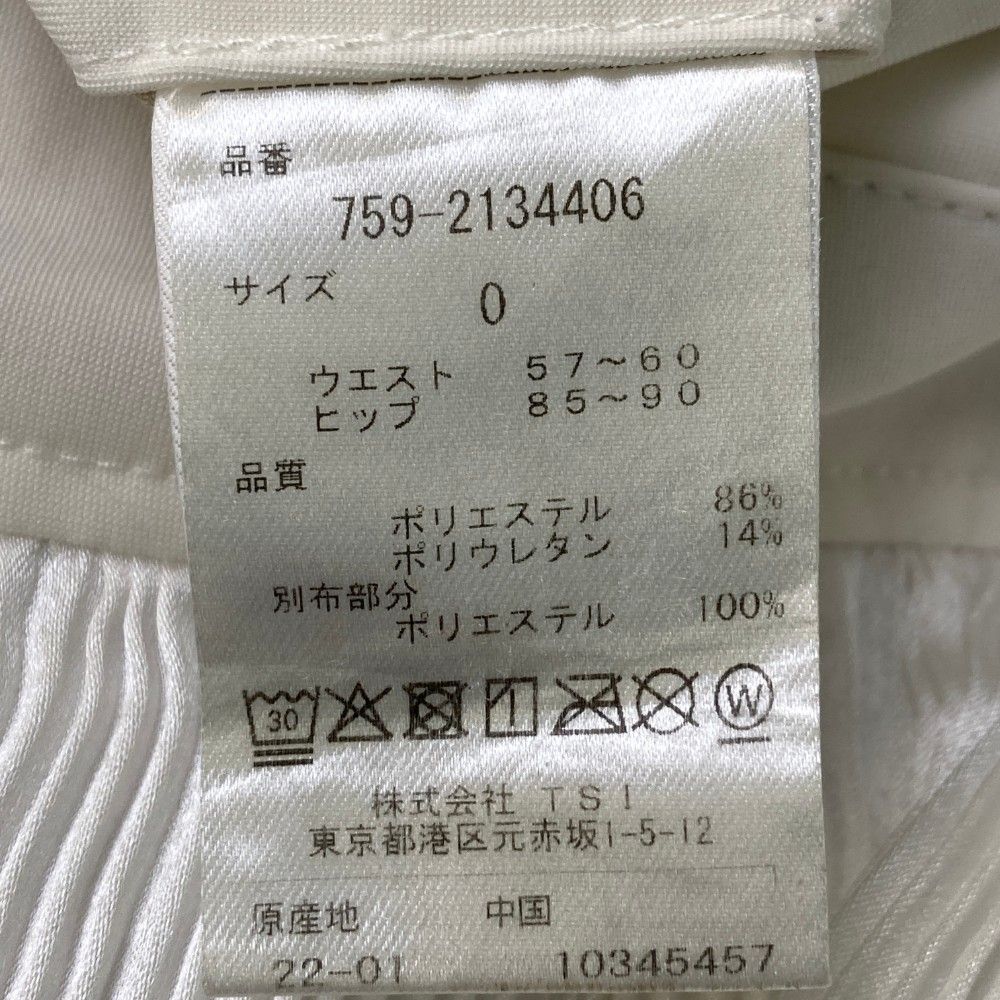 品番
759-2134406
サイズ 0
ウエスト 57～60
ヒップ 85～90
品質
ポリエステル 86%
ポリウレタン 14%
別布部分
ポリエステル 100%
30 W
株式会社 TSI
東京都港区元赤坂1-5-12
原産地 中国
22-01 10345457